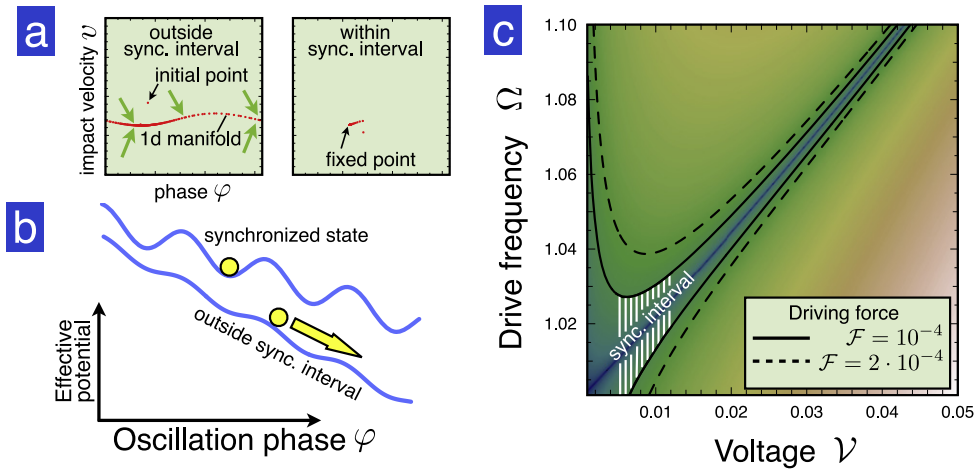 a
outside
sync. interval
initial point
1d manifold
impact velocity υ
phase φ
within
sync. interval
fixed point
b
synchronized state
outside sync. interval
Effective
potential
Oscillation phase φ
c
1.10
1.08
1.06
1.04
1.02
Drive frequency Ω
sync. interval
Driving force
ℱ = 10⁻⁴
ℱ = 2 · 10⁻⁴
0.01 0.02 0.03 0.04 0.05
Voltage 𝒱